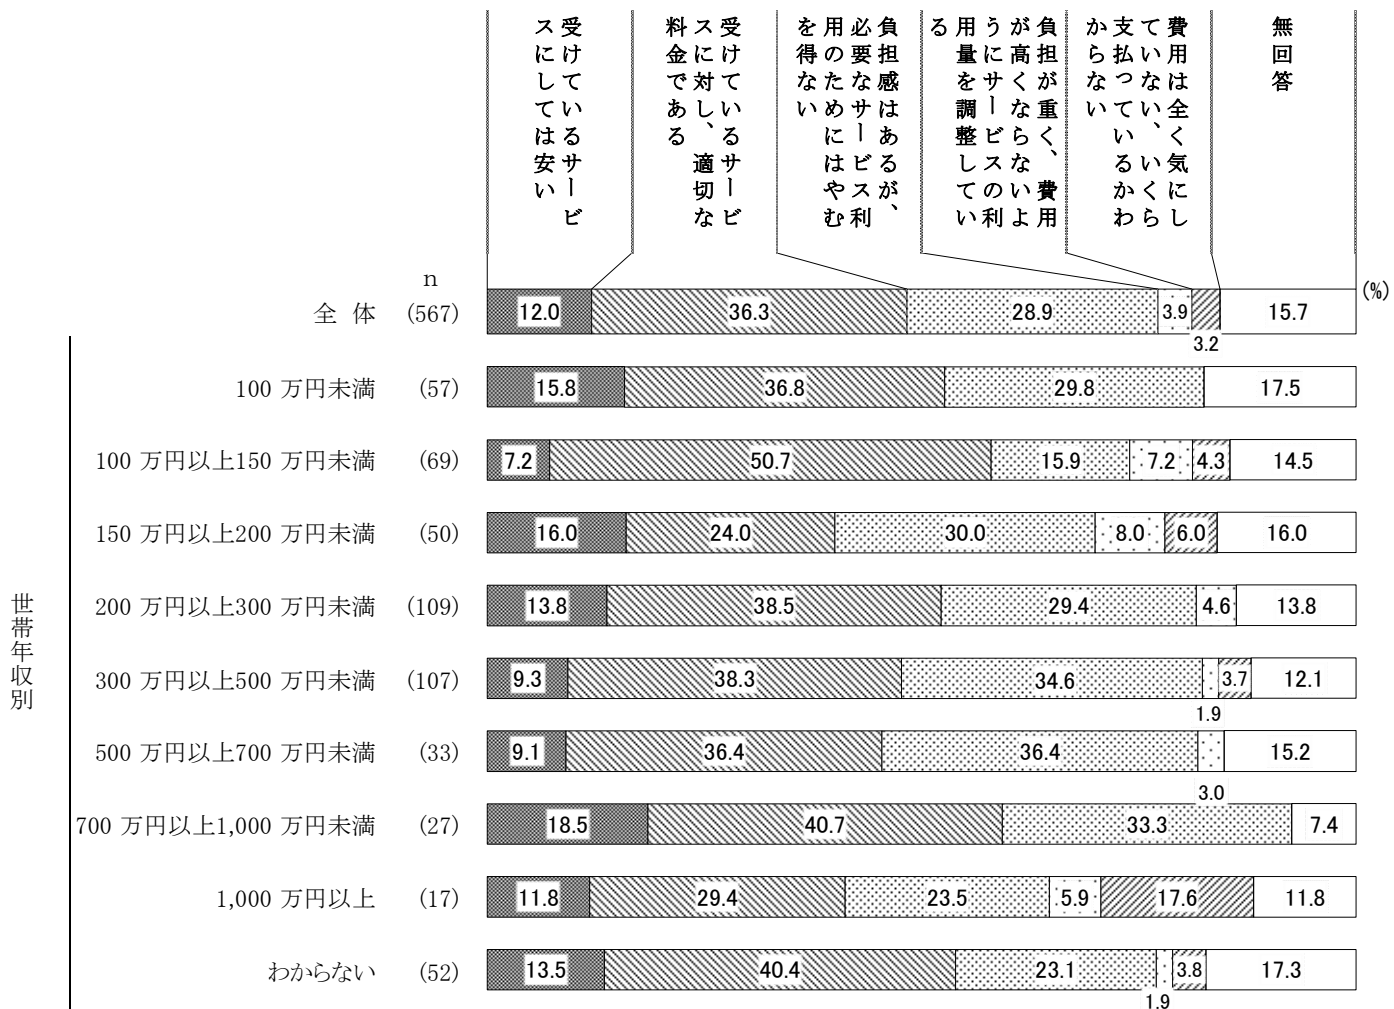 受けているサービ
スにしては安い
受けているサービ
スに対し、適切な
料金である
負担感はあるが、
必要なサービス利
用のためにはやむ
を得ない
負担が重く、費用
が高くならないよ
うにサービスの利
用量を調整してい
る
費用は全く気にし
ていない、いくら
支払っているかわ
からない
無回答
n
(%)
全 体 (567) 12.0 36.3 28.9 3.9 3.2 15.7
世帯年収別
100 万円未満 (57) 15.8 36.8 29.8 17.5
100 万円以上150 万円未満 (69) 7.2 50.7 15.9 7.2 4.3 14.5
150 万円以上200 万円未満 (50) 16.0 24.0 30.0 8.0 6.0 16.0
200 万円以上300 万円未満 (109) 13.8 38.5 29.4 4.6 13.8
300 万円以上500 万円未満 (107) 9.3 38.3 34.6 1.9 3.7 12.1
500 万円以上700 万円未満 (33) 9.1 36.4 36.4 3.0 15.2
700 万円以上1,000 万円未満 (27) 18.5 40.7 33.3 7.4
1,000 万円以上 (17) 11.8 29.4 23.5 5.9 17.6 11.8
わからない (52) 13.5 40.4 23.1 1.9 3.8 17.3